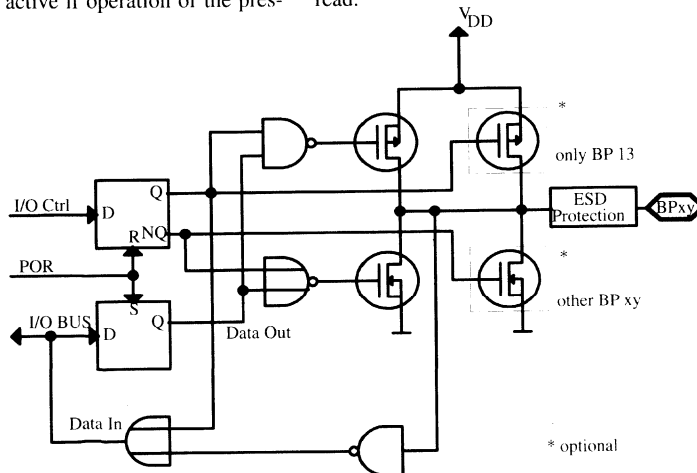 active if operation of the pres- read.
VDD
*
only BP 13
I/O Ctrl
D
Q
R
NQ
ESD
Protection
BPxy
POR
*
S
I/O BUS
D
Q
Data Out
other BP xy
Data In
* optional